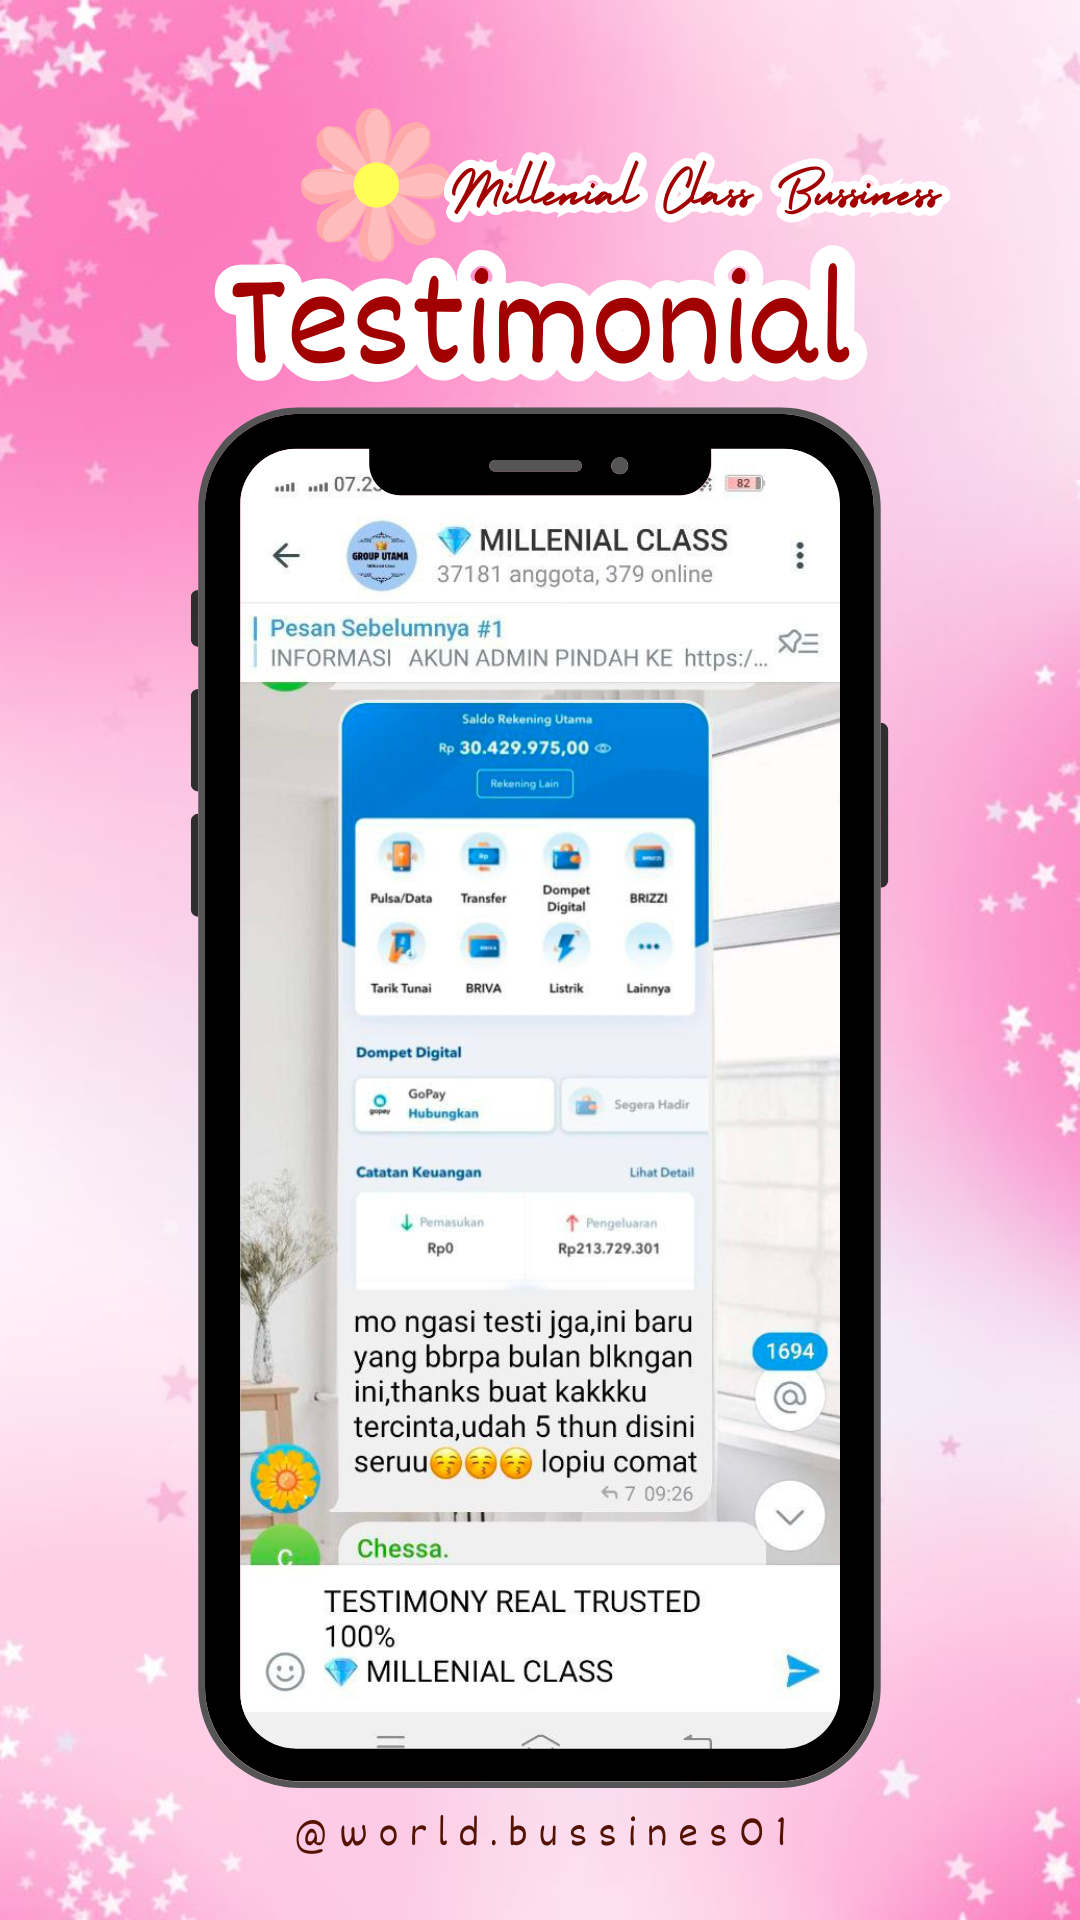 Millenial Class Bussiness
Testimonial
82
MILLENIAL CLASS
37181 anggota, 379 online
GROUP UTAMA
Pesan Sebelumnya #1
INFORMASI AKUN ADMIN PINDAH KE https:/...
Saldo Rekening Utama
Rp 30.429.975,00
Rekening Lain
Pulsa/Data
Transfer
Dompet
Digital
BRIZZI
Tarik Tunai
BRIVA
Listrik
Lainnya
Dompet Digital
gopay
GoPay
Hubungkan
Segera Hadir
Catatan Keuangan
Lihat Detail
Pemasukan
Rp0
Pengeluaran
Rp213.729.301
mo ngasi testi jga,ini baru
yang bbrpa bulan blkngan
ini,thanks buat kakkku
tercinta,udah 5 thun disini
seruu😚😚😚 lopiu comat
7 09:26
1694
@
C
Chessa.
TESTIMONY REAL TRUSTED
100%
💎 MILLENIAL CLASS
@world.bussines01